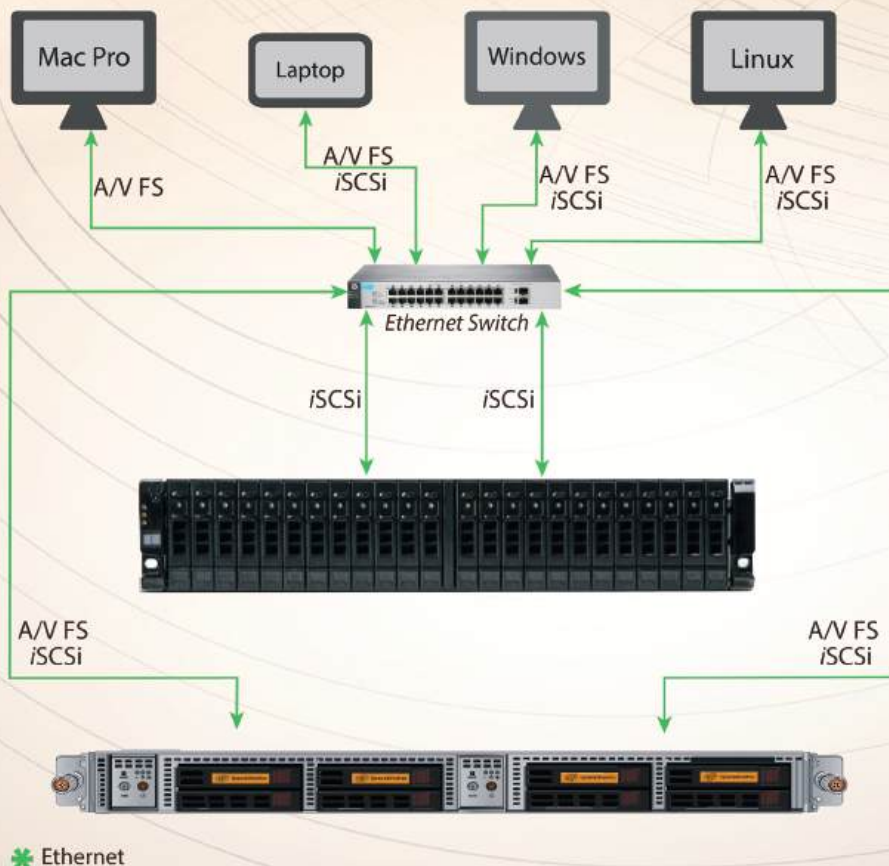 Mac Pro
Laptop
Windows
Linux
A/V FS
A/V FS
iSCSi
A/V FS
iSCSi
A/V FS
iSCSi
Ethernet Switch
iSCSi
iSCSi
A/V FS
iSCSi
A/V FS
iSCSi
Ethernet